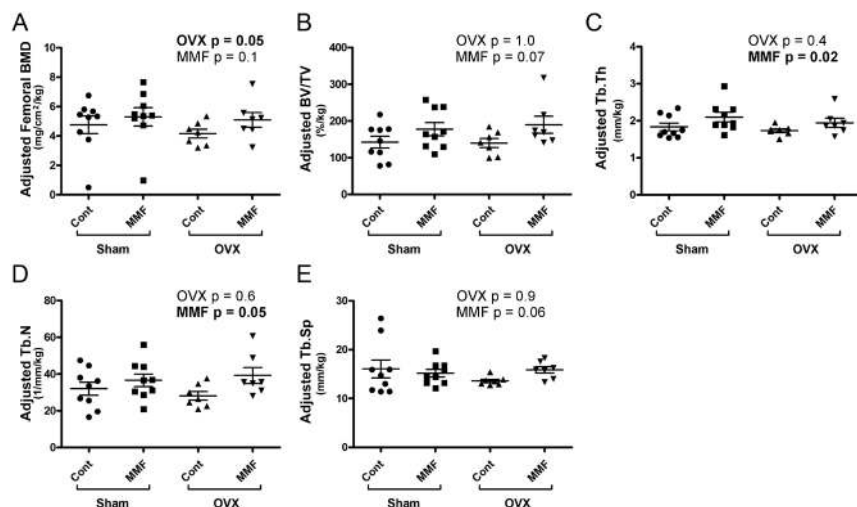 A
OVX p = 0.05
MMF p = 0.1
Adjusted Femoral BMD
(mg/cm²/kg)
10
8
6
4
2
0
Cont
MMF
Cont
MMF
Sham
OVX
B
OVX p = 1.0
MMF p = 0.07
Adjusted BV/TV
(%/kg)
400
300
200
100
0
Cont
MMF
Cont
MMF
Sham
OVX
C
OVX p = 0.4
MMF p = 0.02
Adjusted Tb.Th
(mm/kg)
4
2
0
Cont
MMF
Cont
MMF
Sham
OVX
D
OVX p = 0.6
MMF p = 0.05
Adjusted Tb.N
(1/mm/kg)
80
60
40
20
0
Cont
MMF
Cont
MMF
Sham
OVX
E
OVX p = 0.9
MMF p = 0.06
Adjusted Tb.Sp
(mm/kg)
30
20
10
0
Cont
MMF
Cont
MMF
Sham
OVX